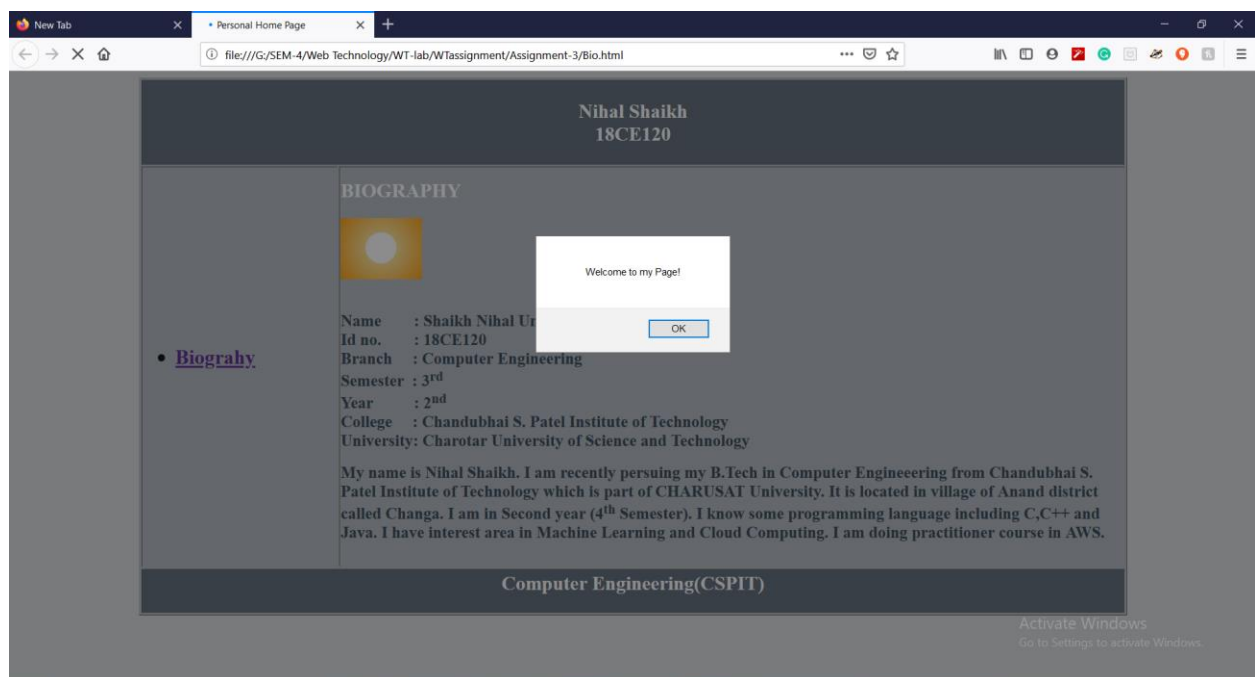 New Tab
Personal Home Page
file:///G:/SEM-4/Web Technology/WT-lab/WTassignment/Assignment-3/Bio.html
Nihal Shaikh
18CE120
BIOGRAPHY
Welcome to my Page!
OK
Name : Shaikh Nihal
Id no. : 18CE120
Branch : Computer Engineering
Semester : 3rd
Year : 2nd
College : Chandubhai S. Patel Institute of Technology
University: Charotar University of Science and Technology
• Biograhy
My name is Nihal Shaikh. I am recently persuing my B.Tech in Computer Engineeering from Chandubhai S.
Patel Institute of Technology which is part of CHARUSAT University. It is located in village of Anand district
called Changa. I am in Second year (4th Semester). I know some programming language including C,C++ and
Java. I have interest area in Machine Learning and Cloud Computing. I am doing practitioner course in AWS.
Computer Engineering(CSPIT)
Activate Windows
Go to Settings to activate Windows.